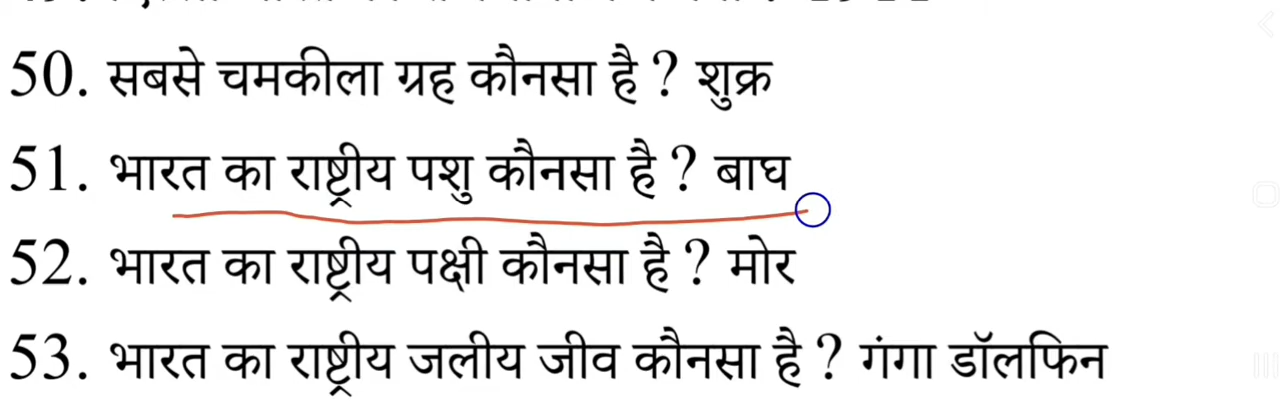 50. सबसे चमकीला ग्रह कौनसा है ? शुक्र
51. भारत का राष्ट्रीय पशु कौनसा है ? बाघ
52. भारत का राष्ट्रीय पक्षी कौनसा है ? मोर
53. भारत का राष्ट्रीय जलीय जीव कौनसा है ? गंगा डॉलफिन